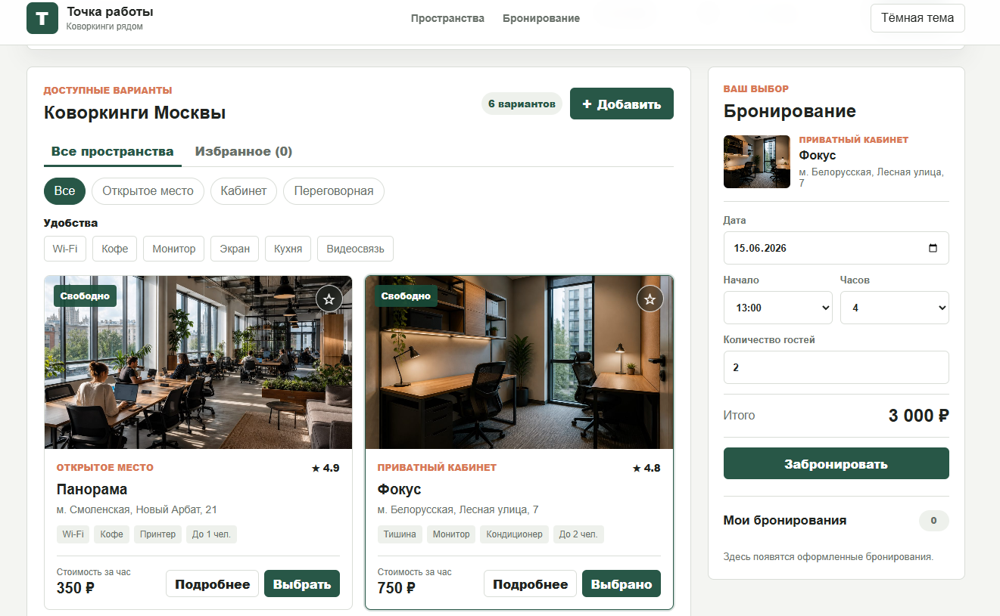 Т
Точка работы
Коворкинги рядом
Пространства
Бронирование
Тёмная тема
ДОСТУПНЫЕ ВАРИАНТЫ
Коворкинги Москвы
6 вариантов
+ Добавить
Все пространства
Избранное (0)
Все
Открытое место
Кабинет
Переговорная
Удобства
Wi-Fi
Кофе
Монитор
Экран
Кухня
Видеосвязь
Свободно
☆
ОТКРЫТОЕ МЕСТО
★ 4.9
Панорама
м. Смоленская, Новый Арбат, 21
Wi-Fi
Кофе
Принтер
До 1 чел.
Стоимость за час
350 ₽
Подробнее
Выбрать
Свободно
☆
ПРИВАТНЫЙ КАБИНЕТ
★ 4.8
Фокус
м. Белорусская, Лесная улица, 7
Тишина
Монитор
Кондиционер
До 2 чел.
Стоимость за час
750 ₽
Подробнее
Выбрано
ВАШ ВЫБОР
Бронирование
ПРИВАТНЫЙ КАБИНЕТ
Фокус
м. Белорусская, Лесная улица,
7
Дата
15.06.2026
Начало
Часов
13:00
4
Количество гостей
2
Итого
3 000 ₽
Забронировать
Мои бронирования
0
Здесь появятся оформленные бронирования.